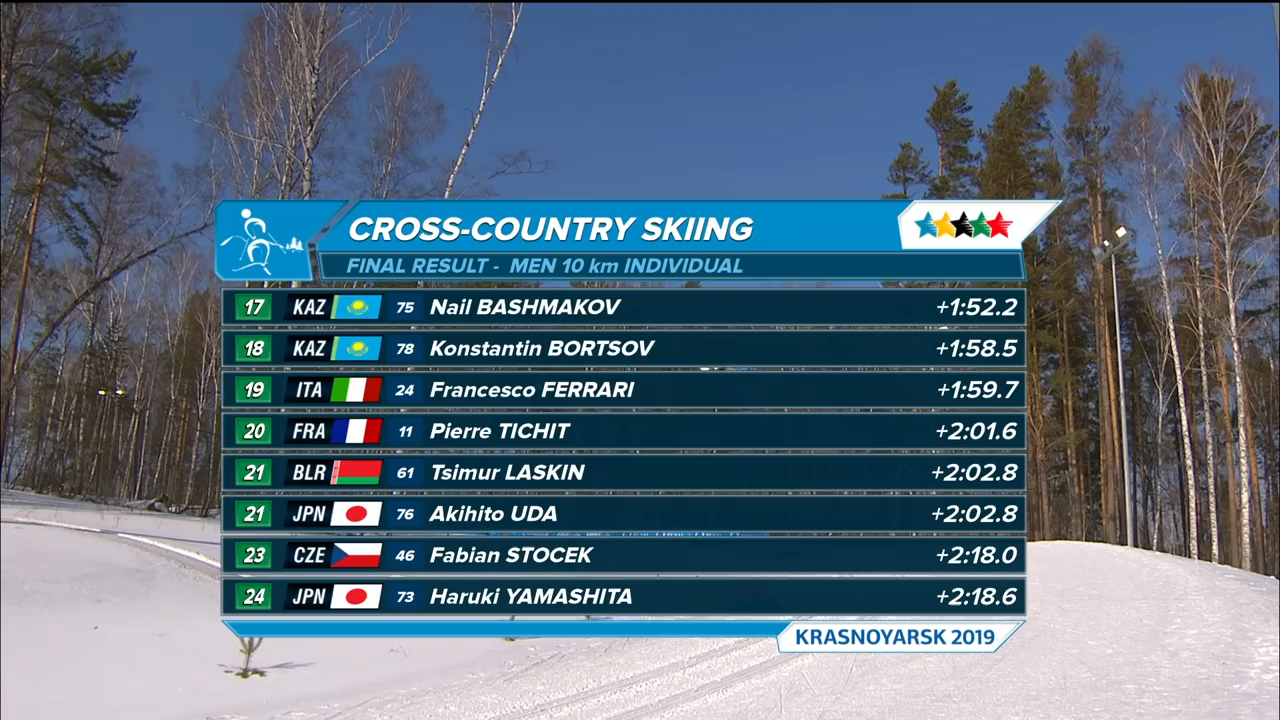 CROSS-COUNTRY SKIING
FINAL RESULT - MEN 10 km INDIVIDUAL
17 KAZ 75 Nail BASHMAKOV +1:52.2
18 KAZ 78 Konstantin BORTSOV +1:58.5
19 ITA 24 Francesco FERRARI +1:59.7
20 FRA 11 Pierre TICHIT +2:01.6
21 BLR 61 Tsimur LASKIN +2:02.8
21 JPN 76 Akihito UDA +2:02.8
23 CZE 46 Fabian STOCEK +2:18.0
24 JPN 73 Haruki YAMASHITA +2:18.6
KRASNOYARSK 2019